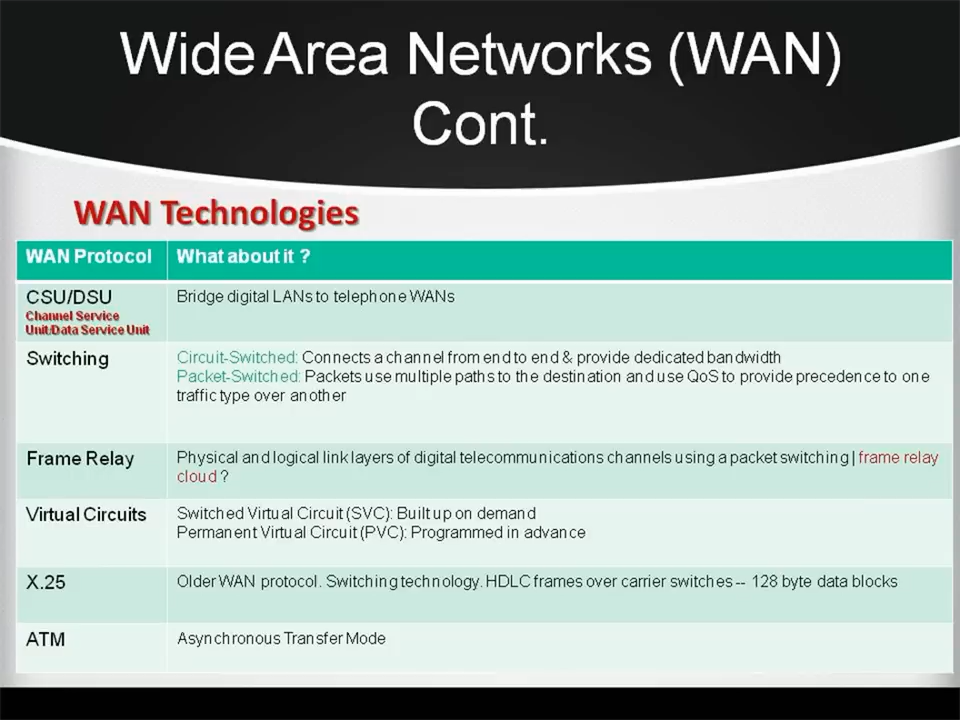 Wide Area Networks (WAN)
Cont.
WAN Technologies
WAN Protocol
What about it ?
CSU/DSU
Channel Service
Unit/Data Service Unit
Bridge digital LANs to telephone WANs
Switching
Circuit-Switched: Connects a channel from end to end & provide dedicated bandwidth
Packet-Switched: Packets use multiple paths to the destination and use QoS to provide precedence to one
traffic type over another
Frame Relay
Physical and logical link layers of digital telecommunications channels using a packet switching | frame relay
cloud ?
Virtual Circuits
Switched Virtual Circuit (SVC): Built up on demand
Permanent Virtual Circuit (PVC): Programmed in advance
X.25
Older WAN protocol. Switching technology. HDLC frames over carrier switches -- 128 byte data blocks
ATM
Asynchronous Transfer Mode